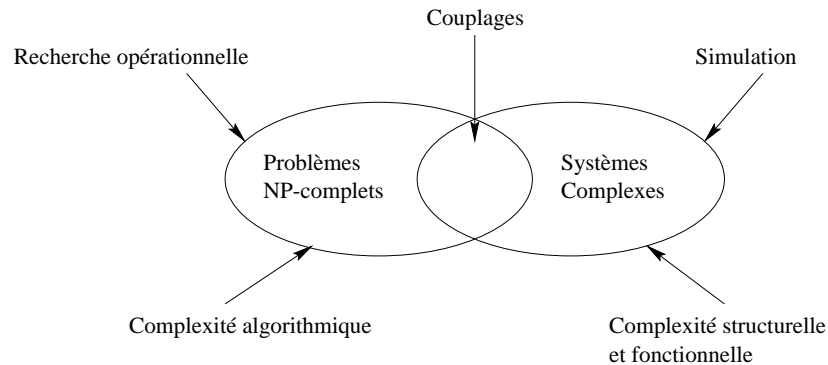 Couplages
Recherche opérationnelle
Simulation
Problèmes
NP-complets
Systèmes
Complexes
Complexité algorithmique
Complexité structurelle
et fonctionnelle